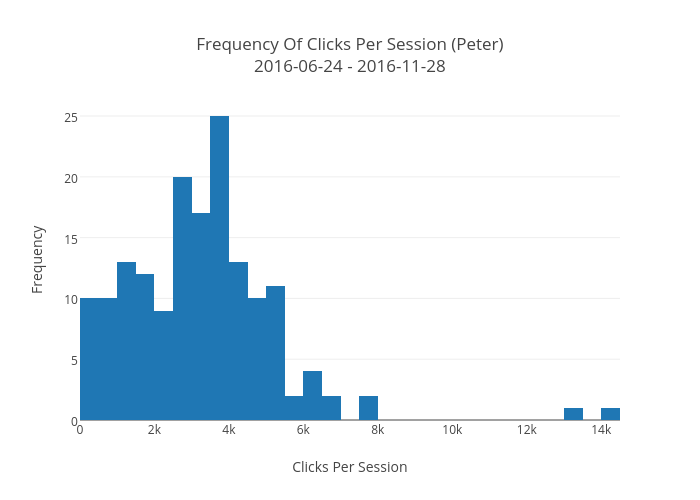 Frequency Of Clicks Per Session (Peter)
2016-06-24 - 2016-11-28
25
20
15
10
5
0
Frequency
0 2k 4k 6k 8k 10k 12k 14k
Clicks Per Session